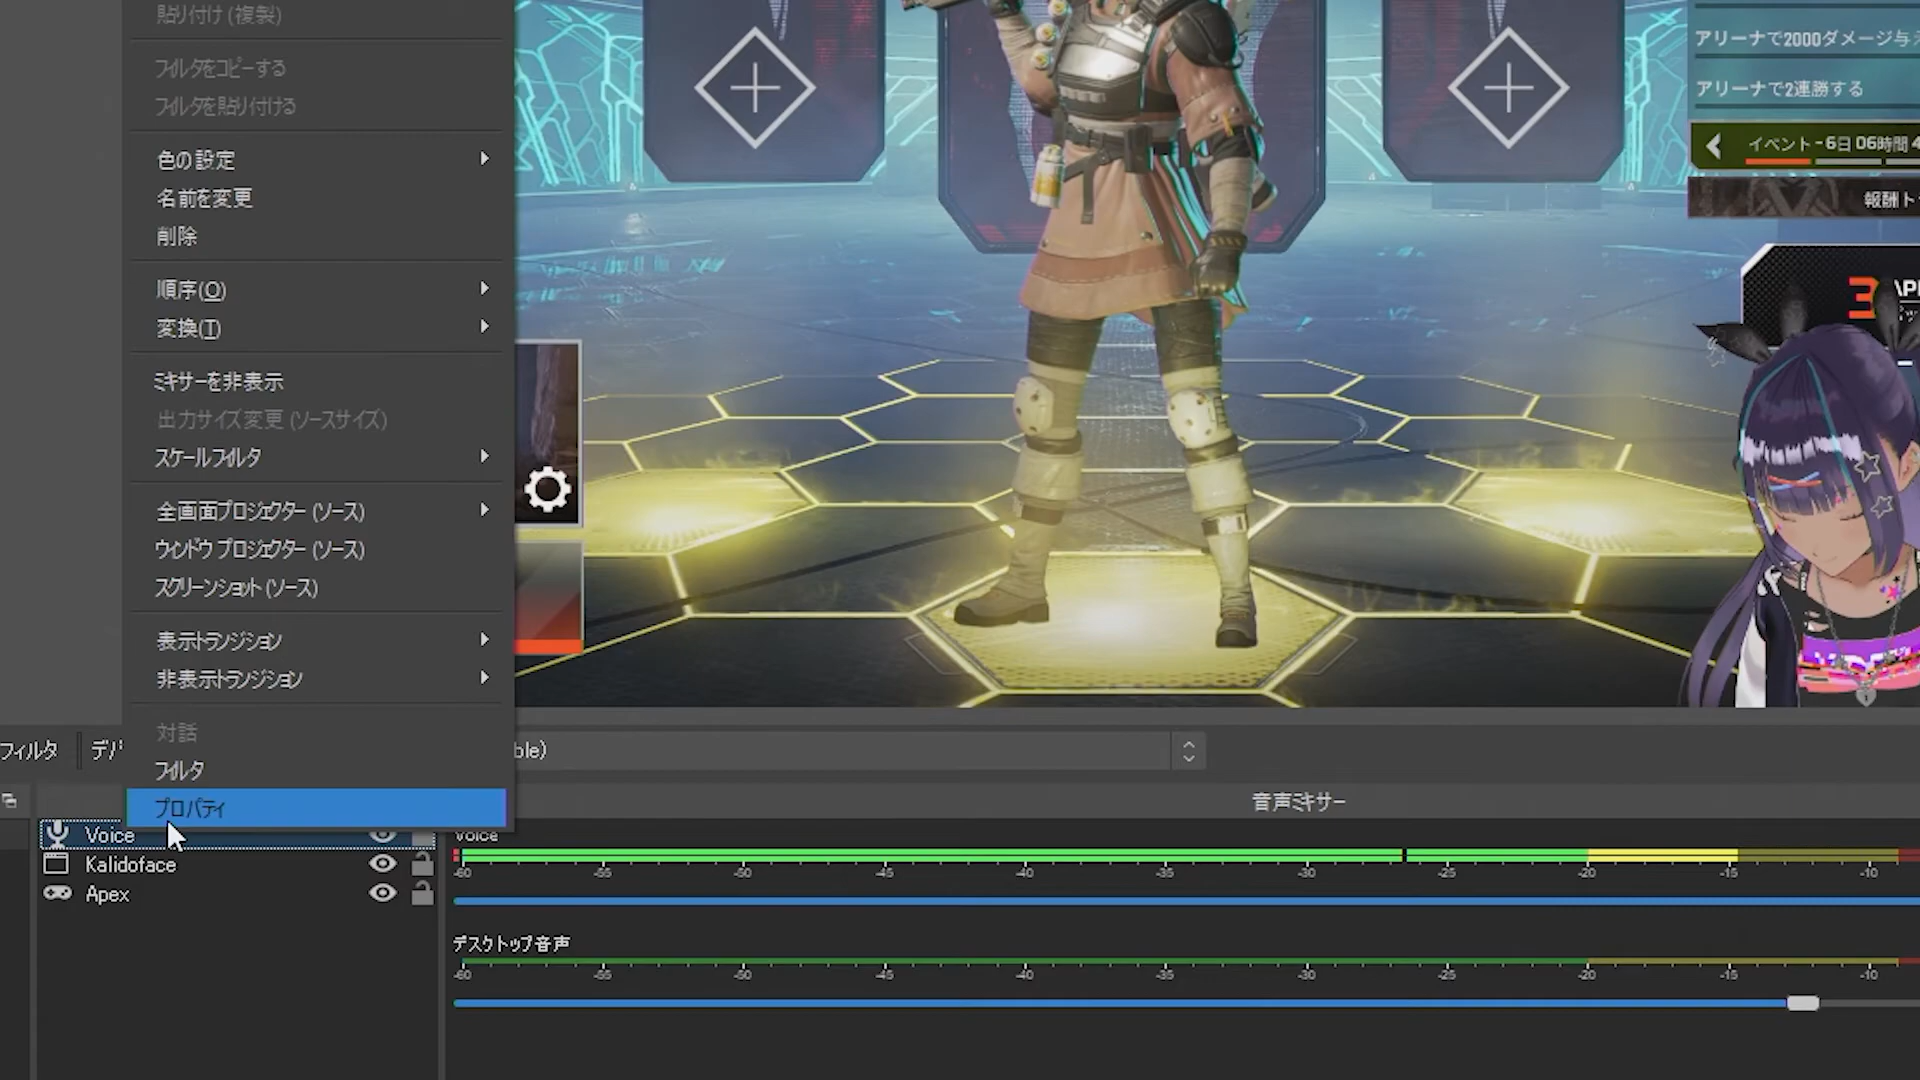 貼り付け (複製)
フィルタをコピーする
フィルタを貼り付ける
色の設定
名前を変更
削除
順序(O)
変換(T)
ミキサーを非表示
出力サイズ変更 (ソースサイズ)
スケールフィルタ
全画面プロジェクター (ソース)
ウィンドウ プロジェクター (ソース)
スクリーンショット (ソース)
表示トランジション
非表示トランジション
対話
フィルタ
プロパティ
アリーナで2000ダメージ与え
アリーナで2連勝する
イベント - 6日 06時間 4
報酬ト
3
フィルタ
デバ
ble)
音声ミキサー
Voice
Kalidoface
Apex
Voice
-60 -55 -50 -45 -40 -35 -30 -25 -20 -15 -10
デスクトップ音声
-60 -55 -50 -45 -40 -35 -30 -25 -20 -15 -10